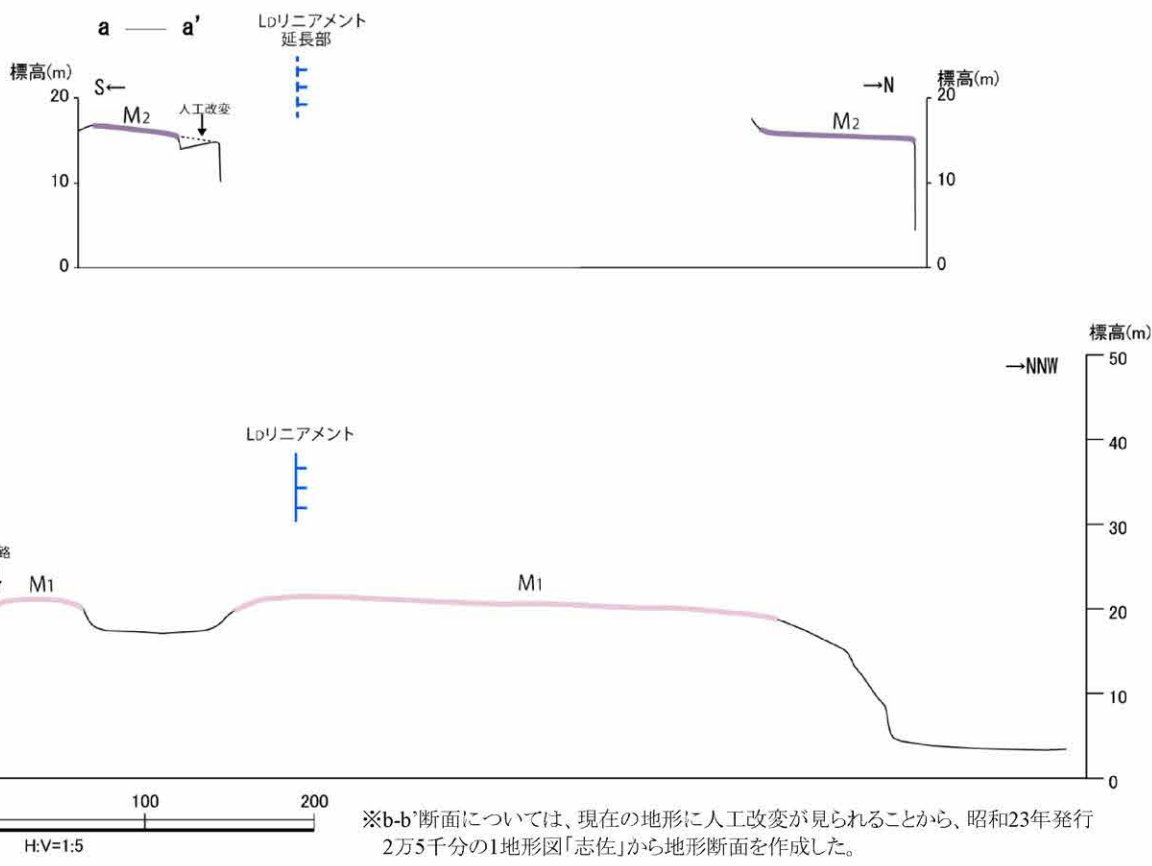 a — a’
LDリニアメント
延長部
標高(m)
S←
→N
標高(m)
20
20
M2
人工改変
M2
10
10
0
0
標高(m)
→NNW
50
LDリニアメント
40
30
路
M1
M1
20
10
0
100
200
H:V=1:5
※b-b’断面については、現在の地形に人工改変が見られることから、昭和23年発行
2万5千分の1地形図「志佐」から地形断面を作成した。